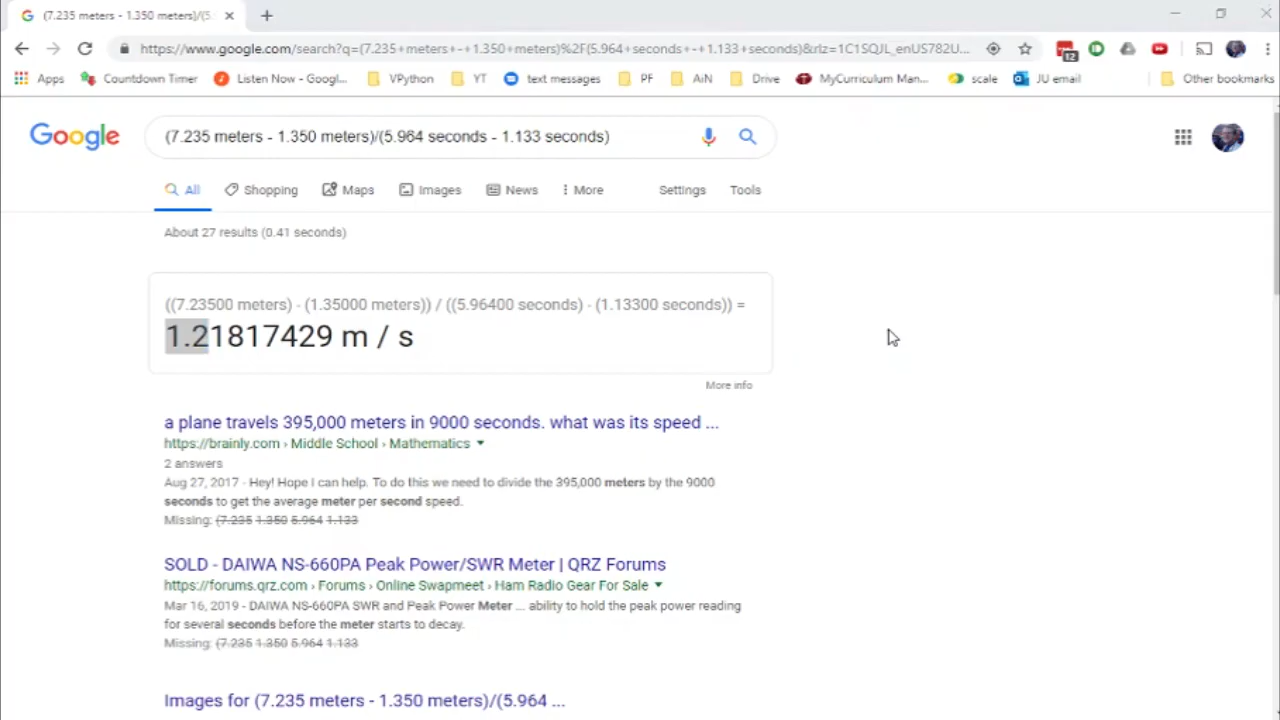 (7.235 meters - 1.350 meters)/(5.
https://www.google.com/search?q=(7.235+meters+-+1.350+meters)%2F(5.964+seconds+-+1.133+seconds)&rlz=1C1SQJL_enUS782U...
12
Apps Countdown Timer Listen Now - Googl... VPython YT text messages PF AiN Drive MyCurriculum Man... scale JU email Other bookmarks
Google (7.235 meters - 1.350 meters)/(5.964 seconds - 1.133 seconds)
All Shopping Maps Images News More Settings Tools
About 27 results (0.41 seconds)
((7.23500 meters) - (1.35000 meters)) / ((5.96400 seconds) - (1.13300 seconds)) =
1.21817429 m / s
More info
a plane travels 395,000 meters in 9000 seconds. what was its speed ...
https://brainly.com › Middle School › Mathematics
2 answers
Aug 27, 2017 - Hey! Hope I can help. To do this we need to divide the 395,000 meters by the 9000
seconds to get the average meter per second speed.
Missing: (7.235 1.350 5.964 1.133
SOLD - DAIWA NS-660PA Peak Power/SWR Meter | QRZ Forums
https://forums.qrz.com › Forums › Online Swapmeet › Ham Radio Gear For Sale
Mar 16, 2019 - DAIWA NS-660PA SWR and Peak Power Meter ... ability to hold the peak power reading
for several seconds before the meter starts to decay.
Missing: (7.235 1.350 5.964 1.133
Images for (7.235 meters - 1.350 meters)/(5.964 ...